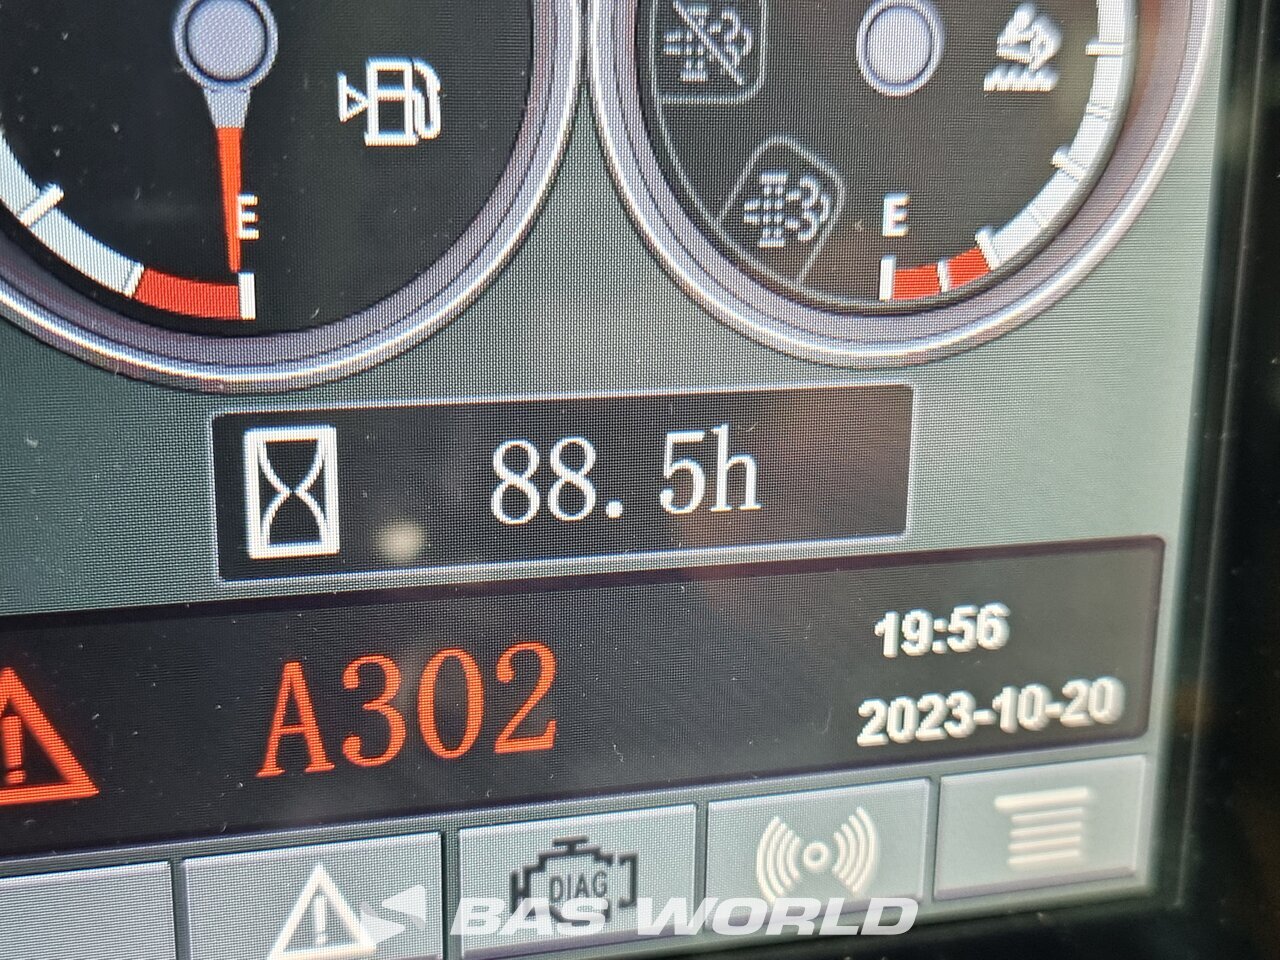 E
E
88.5h
A302
19:56
2023-10-20
DIAG
BAS WORLD